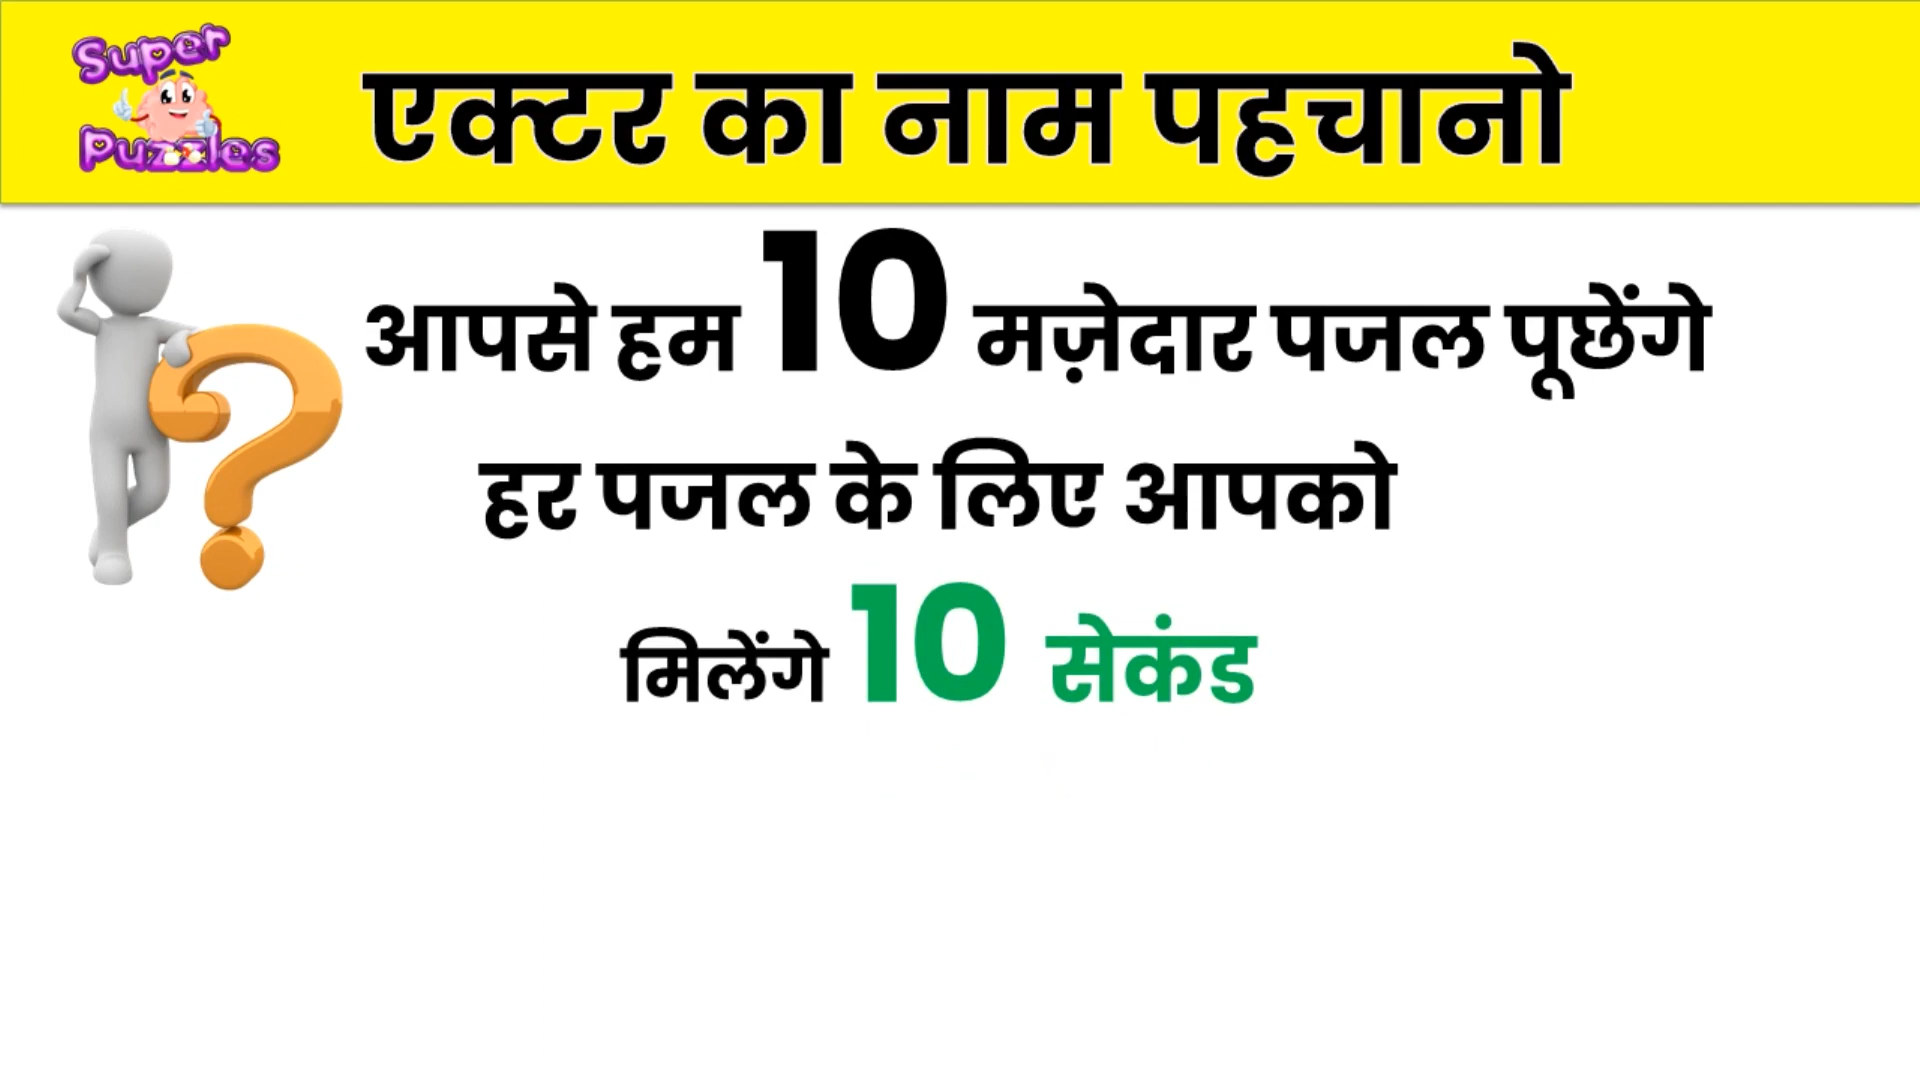 Super
Puzzles
एक्टर का नाम पहचानो
आपसे हम 10 मज़ेदार पजल पूछेंगे
हर पजल के लिए आपको
मिलेंगे 10 सेकंड